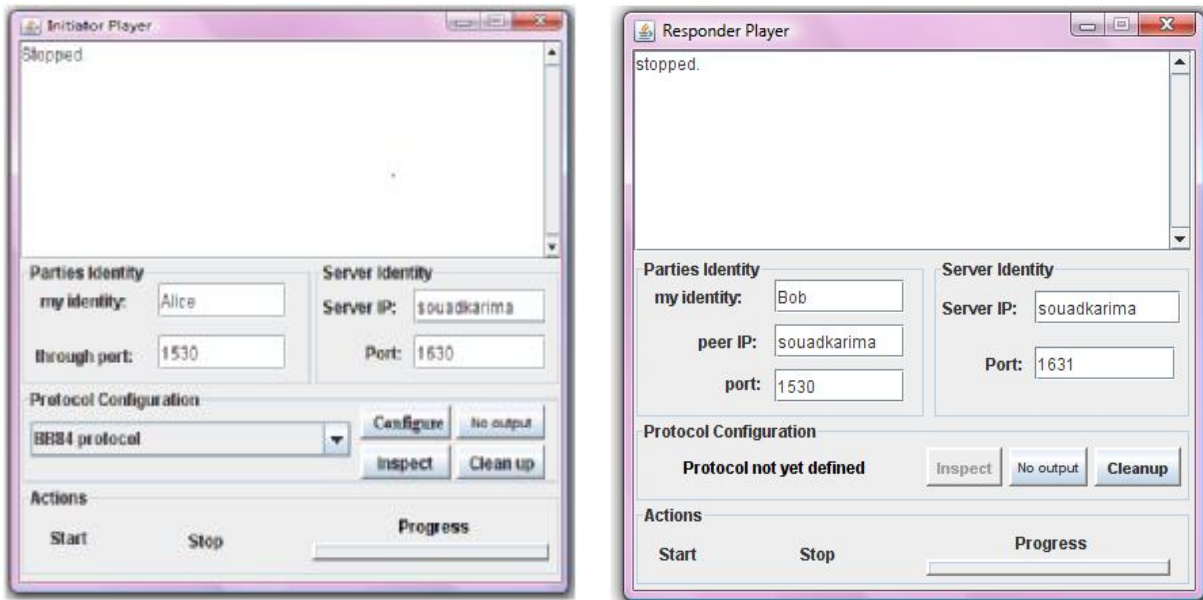 Initiator Player
Stopped.
Parties Identity
my identity: Alice
through port: 1530
Server Identity
Server IP: souadkarima
Port: 1630
Protocol Configuration
BB84 protocol
Configure No output
Inspect Clean up
Actions
Start Stop Progress
Responder Player
stopped.
Parties Identity
my identity: Bob
peer IP: souadkarima
port: 1530
Server Identity
Server IP: souadkarima
Port: 1631
Protocol Configuration
Protocol not yet defined Inspect No output Cleanup
Actions
Start Stop Progress